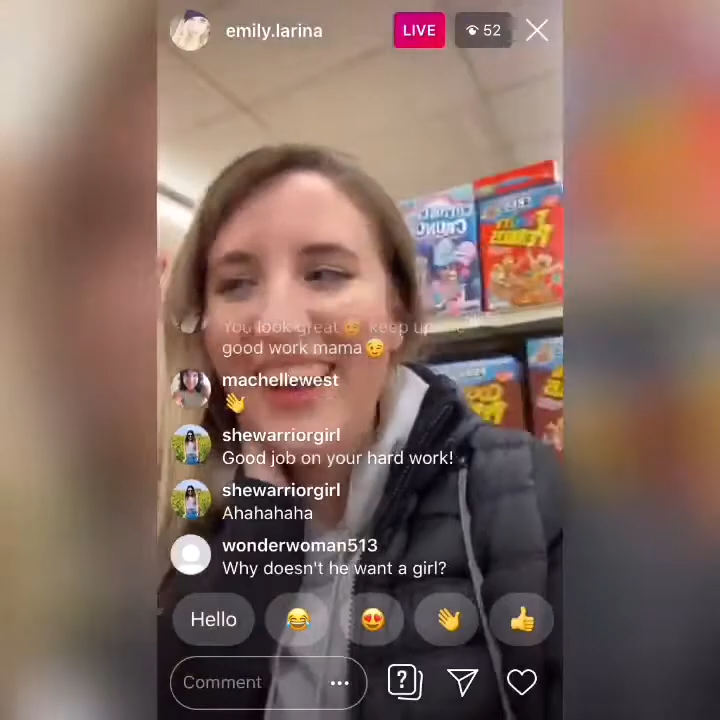 emily.larina
LIVE
52
You look great 😊 keep up the
good work mama 😉
machellewest
👋
shewarriorgirl
Good job on your hard work!
shewarriorgirl
Ahahahaha
wonderwoman513
Why doesn't he want a girl?
Hello 😂 😍 👋 👍
Comment ...
?